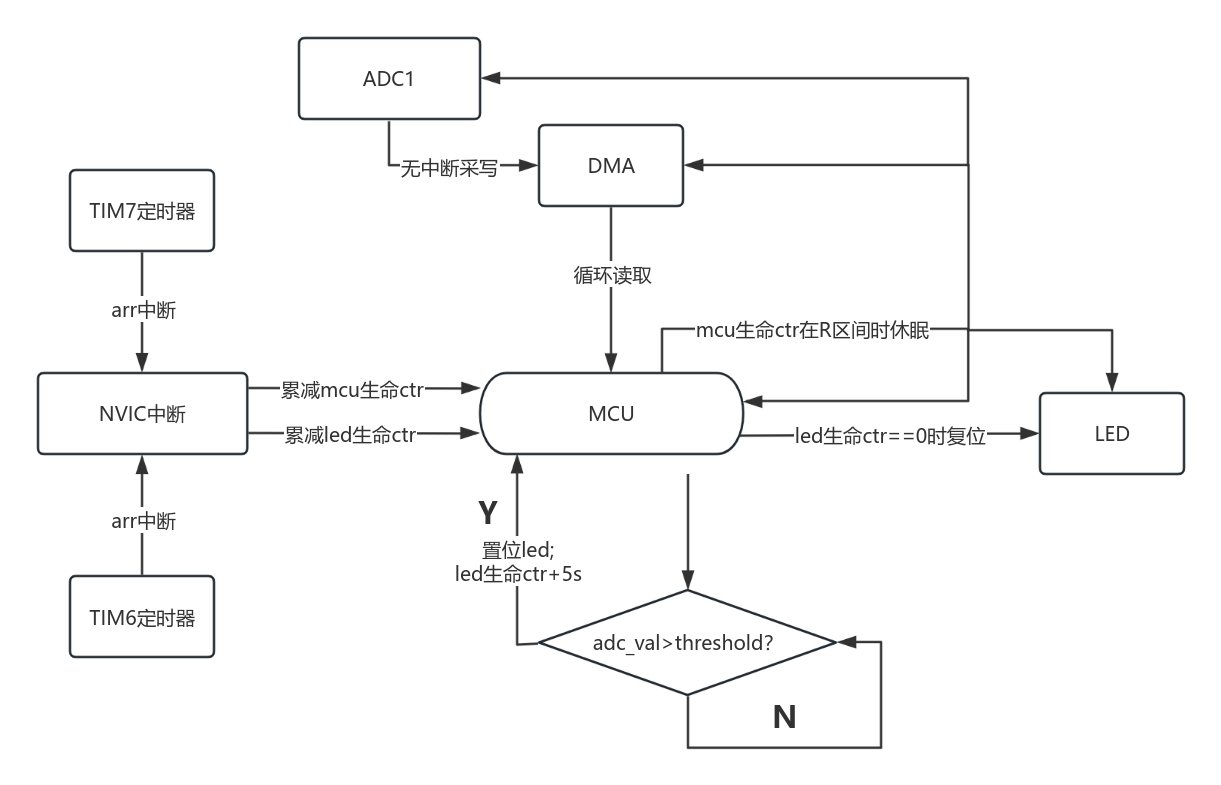 ADC1
无中断采写
DMA
TIM7定时器
循环读取
arr中断
mcu生命ctr在R区间时休眠
累减mcu生命ctr
NVIC中断
MCU
累减led生命ctr
led生命ctr==0时复位
LED
Y
arr中断
置位led;
led生命ctr+5s
TIM6定时器
adc_val>threshold?
N